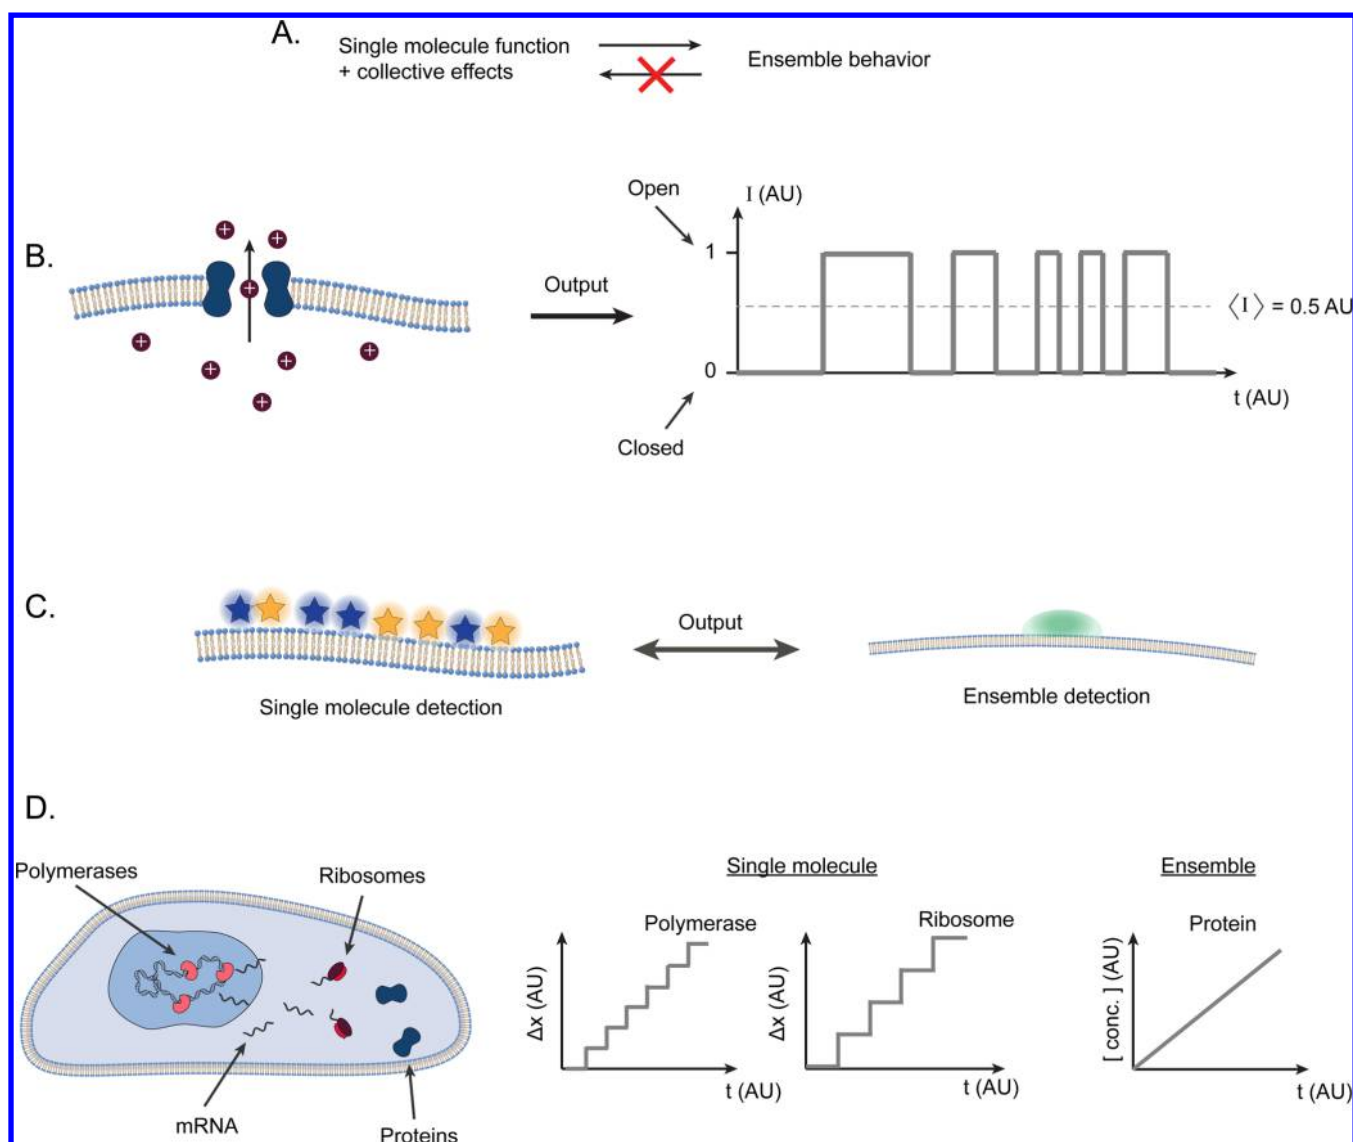 A.
Single molecule function
+ collective effects
Ensemble behavior
B.
Output
Open
I (AU)
1
⟨I⟩ = 0.5 AU
0
t (AU)
Closed
C.
Output
Single molecule detection
Ensemble detection
D.
Polymerases
Ribosomes
mRNA
Proteins
Single molecule
Ensemble
Polymerase
Δx (AU)
t (AU)
Ribosome
Δx (AU)
t (AU)
Protein
[ conc. ] (AU)
t (AU)